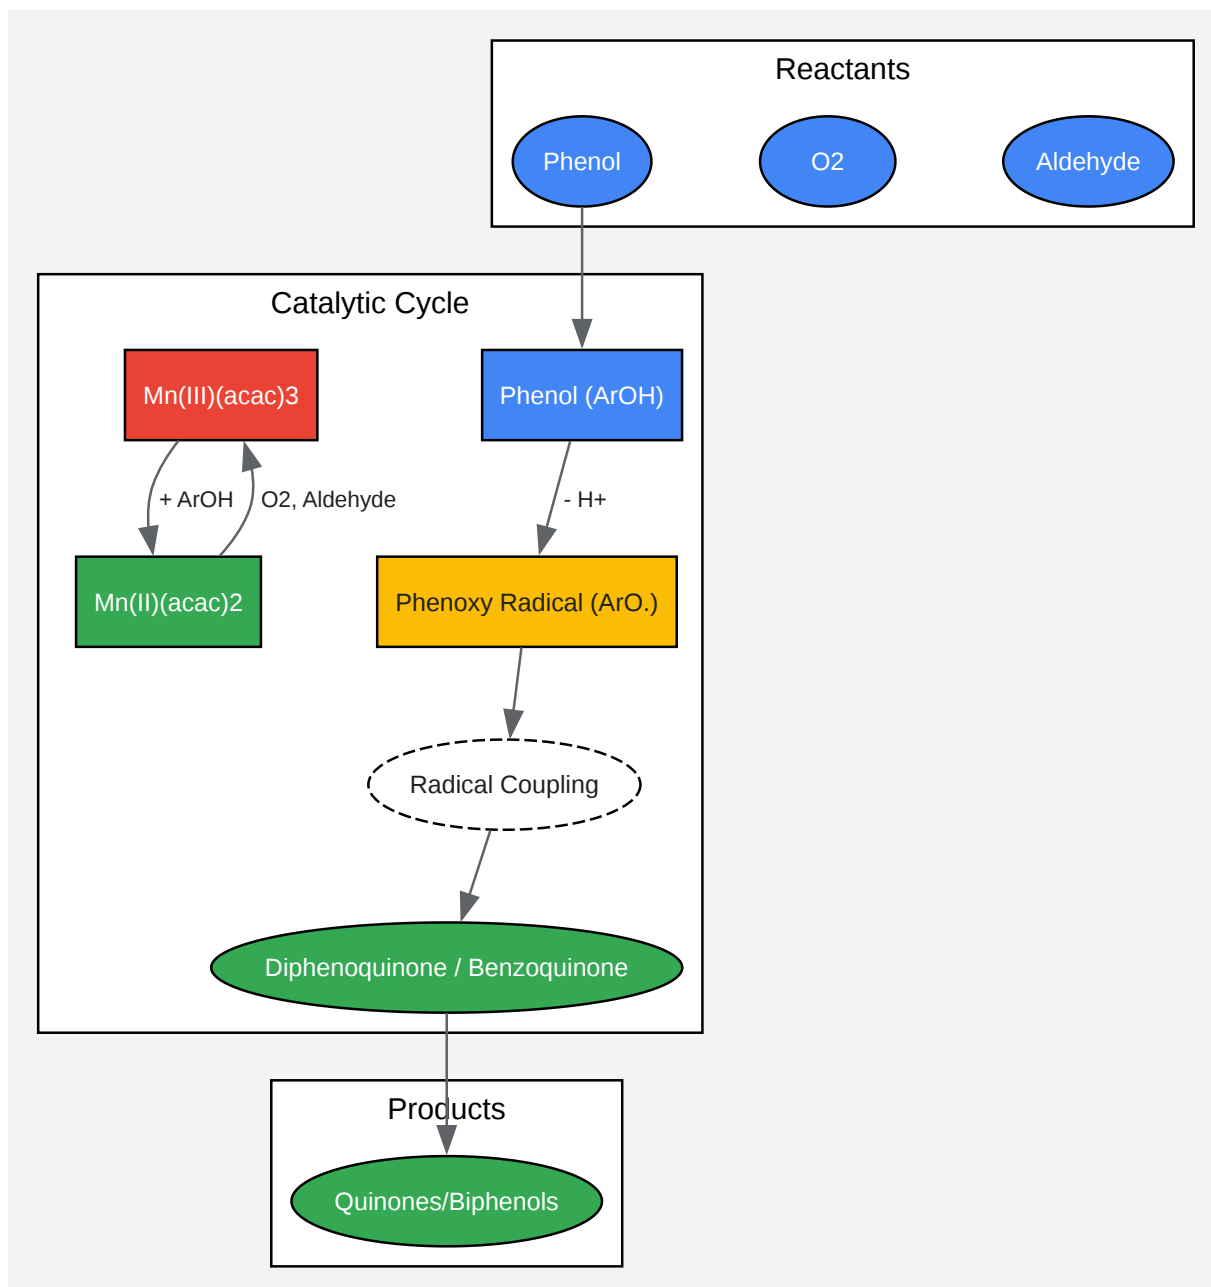 Reactants
Phenol
O2
Aldehyde
Catalytic Cycle
Mn(III)(acac)3
Phenol (ArOH)
+ ArOH
O2, Aldehyde
- H+
Mn(II)(acac)2
Phenoxy Radical (ArO.)
Radical Coupling
Diphenoquinone / Benzoquinone
Products
Quinones/Biphenols